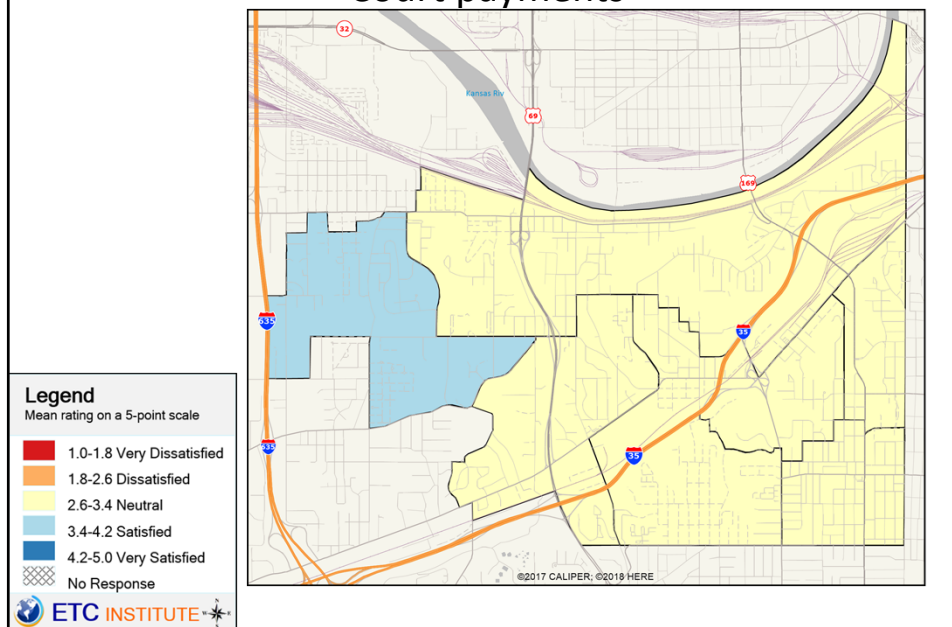 Court payments
32
Kansas Riv
69
169
635
35
635
35
Legend
Mean rating on a 5-point scale
1.0-1.8 Very Dissatisfied
1.8-2.6 Dissatisfied
2.6-3.4 Neutral
3.4-4.2 Satisfied
4.2-5.0 Very Satisfied
No Response
ETC INSTITUTE
W E
©2017 CALIPER; ©2018 HERE